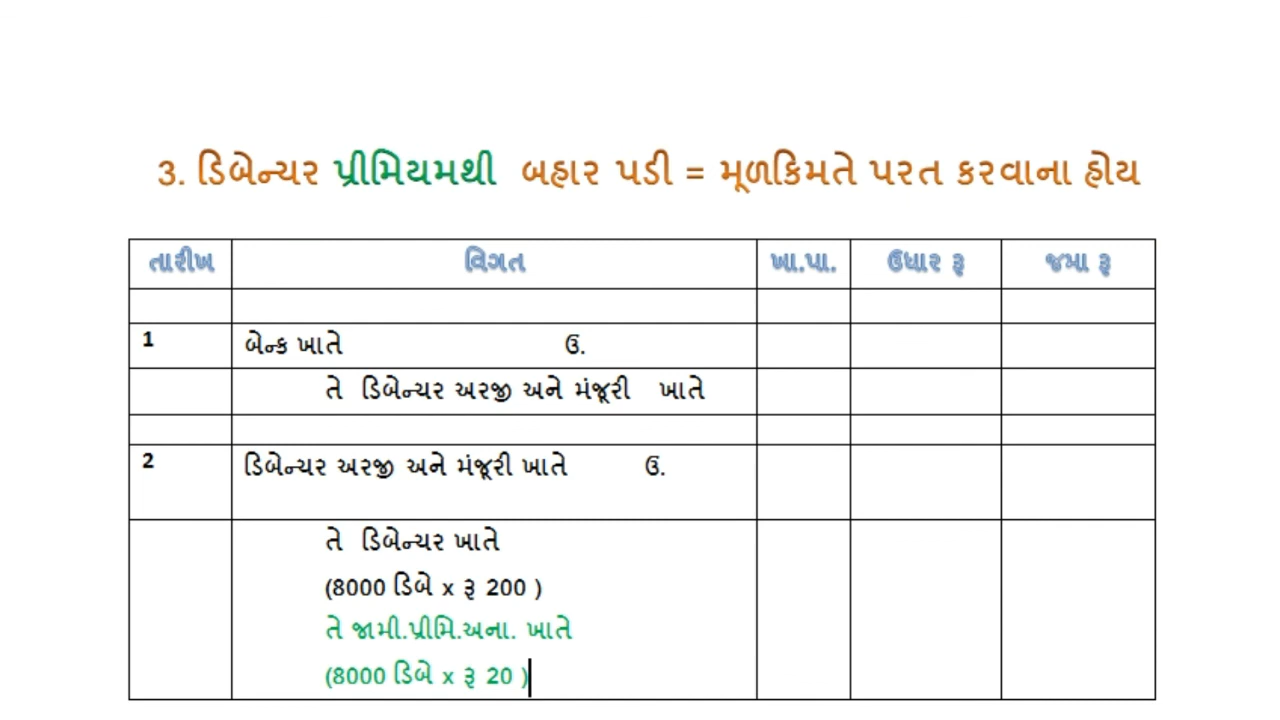 3. ડિબેન્ચર પ્રીમિયમથી બહાર પડી = મૂળકિમતે પરત કરવાના હોય
તારીખ વિગત ખા.પા. ઉધાર રૂ જમા રૂ
1 બેન્ક ખાતે ઉ.
તે ડિબેન્ચર અરજી અને મંજૂરી ખાતે
2 ડિબેન્ચર અરજી અને મંજૂરી ખાતે ઉ.
તે ડિબેન્ચર ખાતે
(8000 ડિબે x રૂ 200 )
તે જામી.પ્રીમિ.અના. ખાતે
(8000 ડિબે x રૂ 20 )